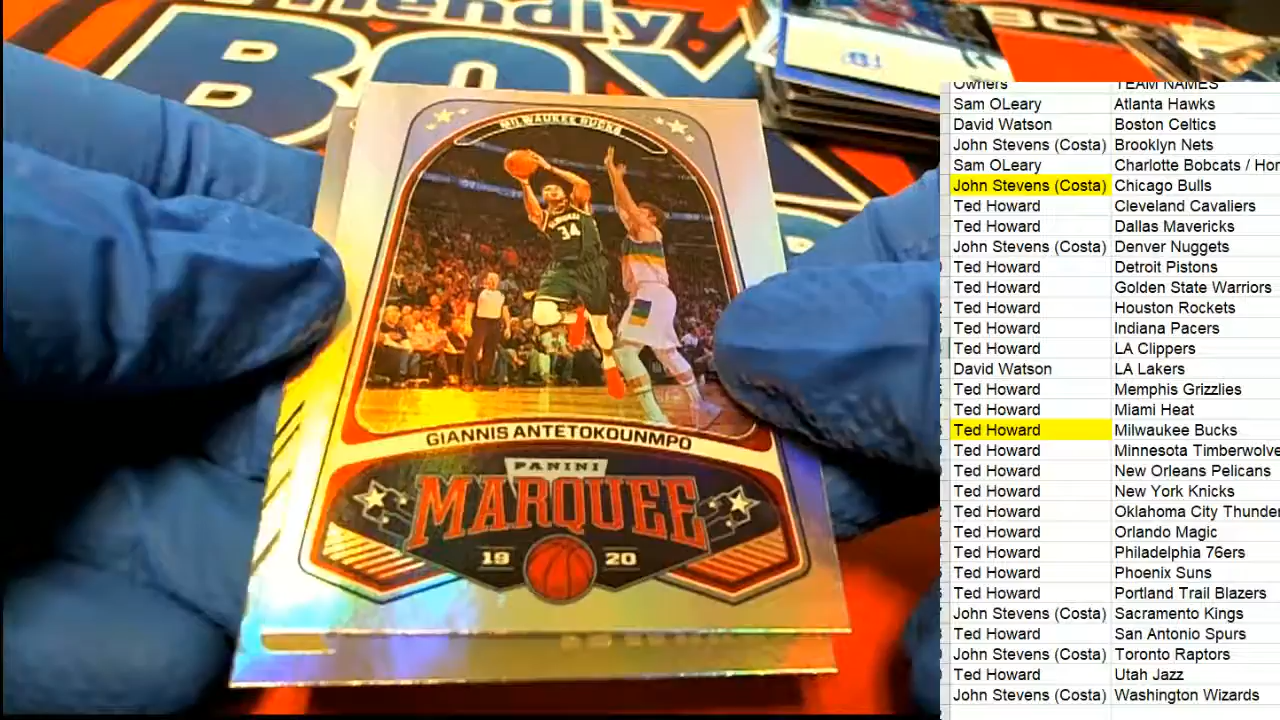 Friendly
BOX
BOX
MILWAUKEE BUCKS
34
GIANNIS ANTETOKOUNMPO
PANINI
MARQUEE
19 20
Owners TEAM NAMES
Sam OLeary Atlanta Hawks
David Watson Boston Celtics
John Stevens (Costa) Brooklyn Nets
Sam OLeary Charlotte Bobcats / Hor
John Stevens (Costa) Chicago Bulls
Ted Howard Cleveland Cavaliers
Ted Howard Dallas Mavericks
John Stevens (Costa) Denver Nuggets
Ted Howard Detroit Pistons
Ted Howard Golden State Warriors
Ted Howard Houston Rockets
Ted Howard Indiana Pacers
Ted Howard LA Clippers
David Watson LA Lakers
Ted Howard Memphis Grizzlies
Ted Howard Miami Heat
Ted Howard Milwaukee Bucks
Ted Howard Minnesota Timberwolve
Ted Howard New Orleans Pelicans
Ted Howard New York Knicks
Ted Howard Oklahoma City Thunder
Ted Howard Orlando Magic
Ted Howard Philadelphia 76ers
Ted Howard Phoenix Suns
Ted Howard Portland Trail Blazers
John Stevens (Costa) Sacramento Kings
Ted Howard San Antonio Spurs
John Stevens (Costa) Toronto Raptors
Ted Howard Utah Jazz
John Stevens (Costa) Washington Wizards